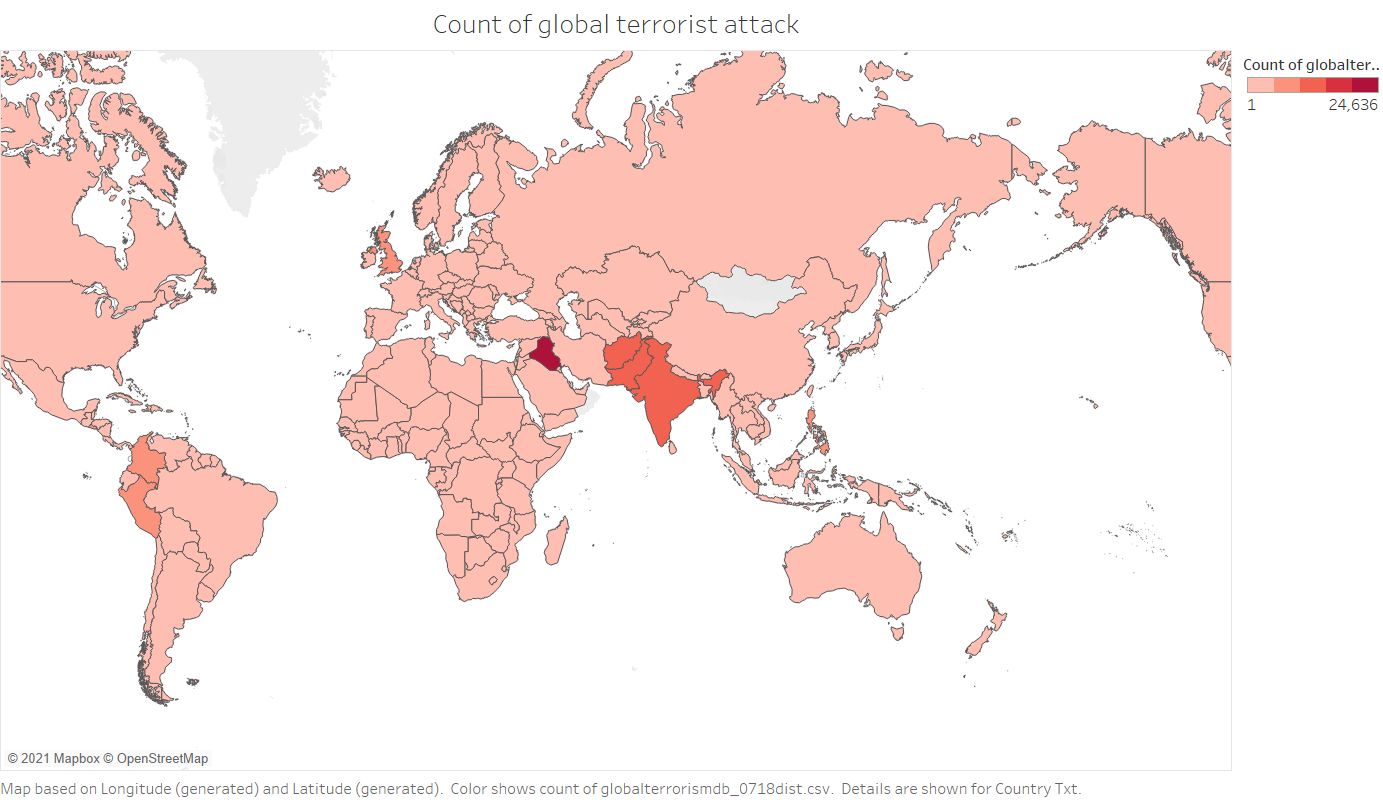 Count of global terrorist attack
Count of globalter..
1 24,636
© 2021 Mapbox © OpenStreetMap
Map based on Longitude (generated) and Latitude (generated). Color shows count of globalterrorismdb_0718dist.csv. Details are shown for Country Txt.